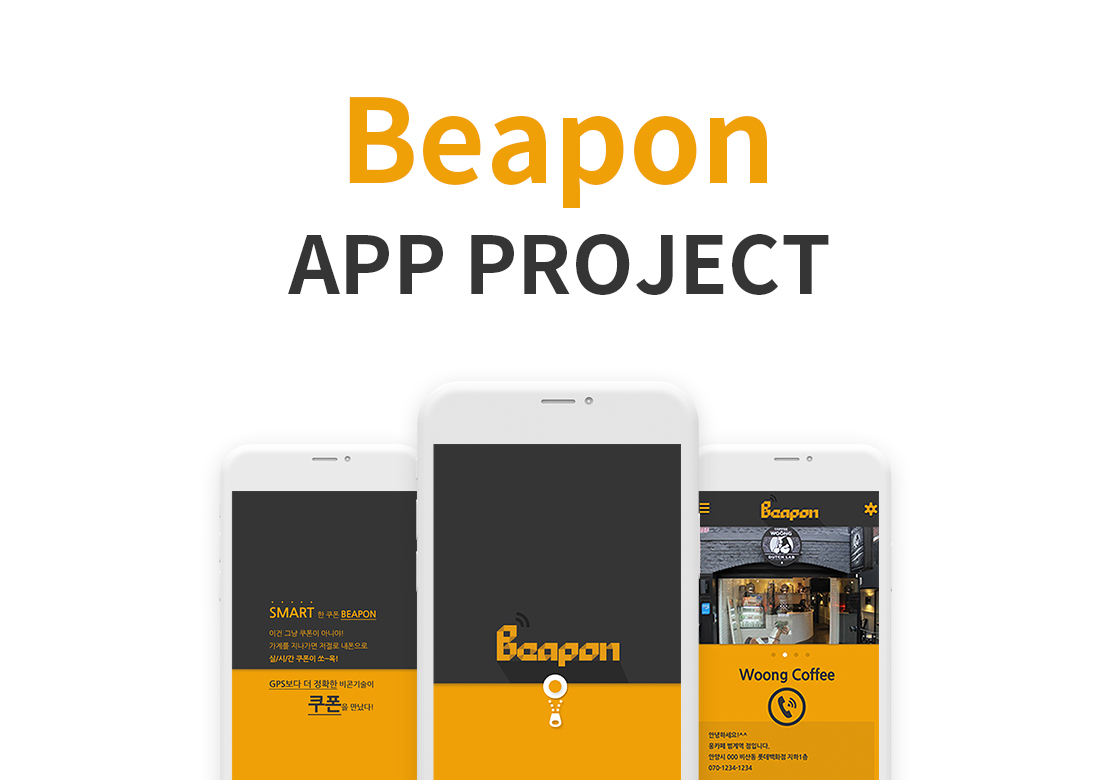 Beapon
APP PROJECT
SMART 한 쿠폰 BEAPON
이건 그냥 쿠폰이 아니야!
가게를 지나가면 저절로 내폰으로
실/시/간 쿠폰이 쏘~옥!
GPS보다 더 정확한 비콘기술이
쿠폰을 만났다!
Beapon
Beapon
COFFEE
WOONG
DUTCH LAB
Woong Coffee
안녕하세요!^^
웅카페 범계역 점입니다.
안양시 000 비산동 롯데백화점 지하1층
070-1234-1234